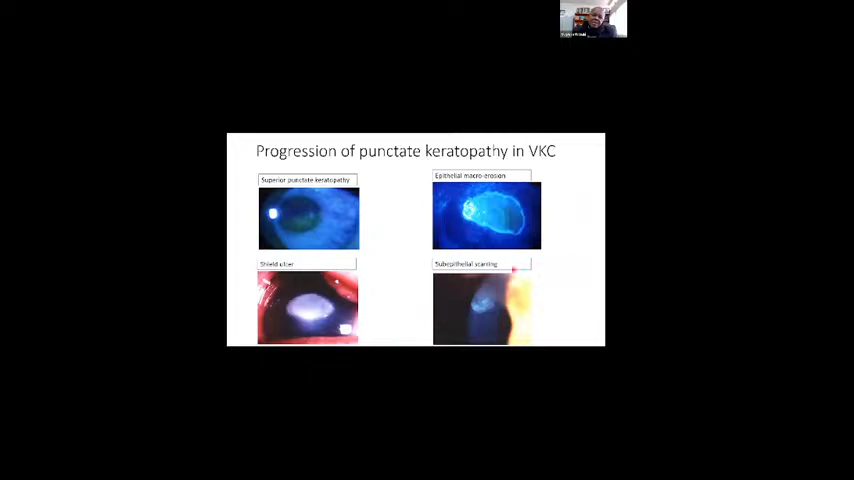 Progression of punctate keratopathy in VKC
Superior punctate keratopathy
Epithelial macro-erosion
Shield ulcer
Subepithelial scarring